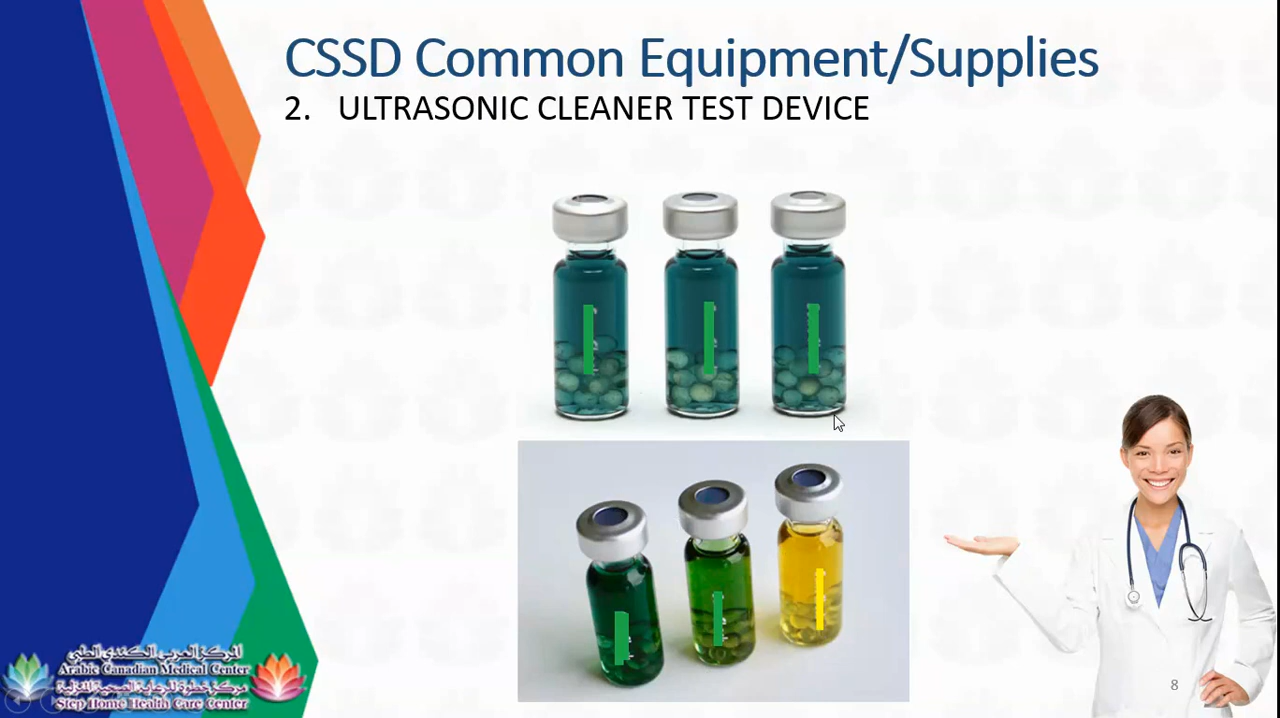 CSSD Common Equipment/Supplies
2. ULTRASONIC CLEANER TEST DEVICE
8
المركز العربي الكندي الطبي
Arabic Canadian Medical Center
مركز خطوة للرعاية الصحية المنزلية
Step Home Health Care Center